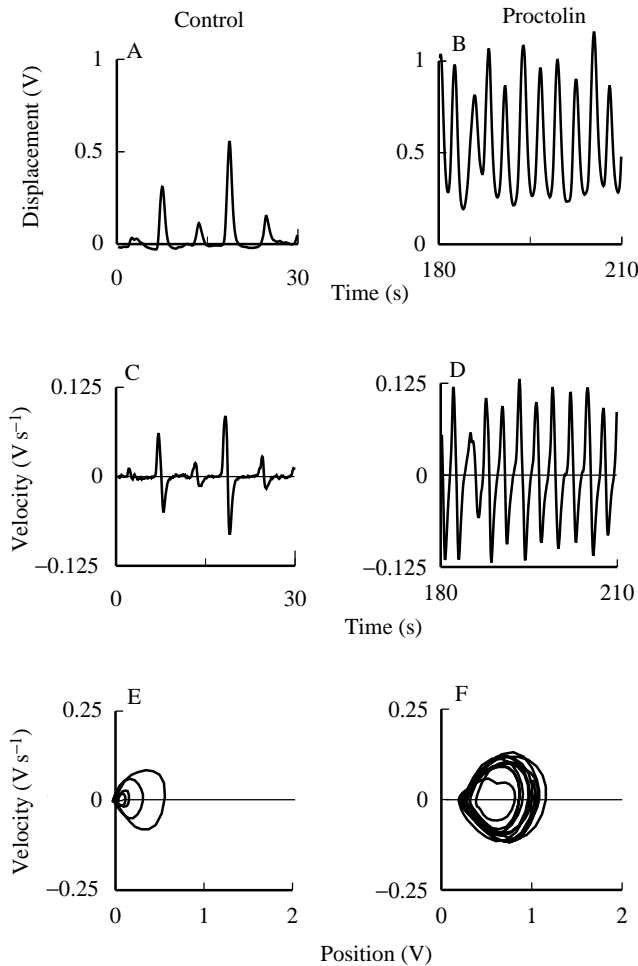 Control
Proctolin
A
B
Displacement (V)
1
0.5
0
0
30
1
0.5
0
180
210
Time (s)
C
D
Velocity (V s−1)
0.125
0
−0.125
0
30
0.125
0
−0.125
180
210
Time (s)
E
F
Velocity (V s−1)
0.25
0
−0.25
0
1
2
0.25
0
−0.25
0
1
2
Position (V)